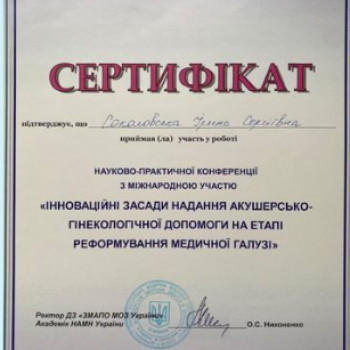 СЕРТИФІКАТ
підтверджує, що Соколовська Ірина Сергіївна
приймав (ла) участь у роботі
НАУКОВО-ПРАКТИЧНОЇ КОНФЕРЕНЦІЇ
З МІЖНАРОДНОЮ УЧАСТЮ
«ІННОВАЦІЙНІ ЗАСАДИ НАДАННЯ АКУШЕРСЬКО-
ГІНЕКОЛОГІЧНОЇ ДОПОМОГИ НА ЕТАПІ
РЕФОРМУВАННЯ МЕДИЧНОЇ ГАЛУЗІ»
Ректор ДЗ «ЗМАПО МОЗ України»
Академік НАМН України О.С. Никоненко